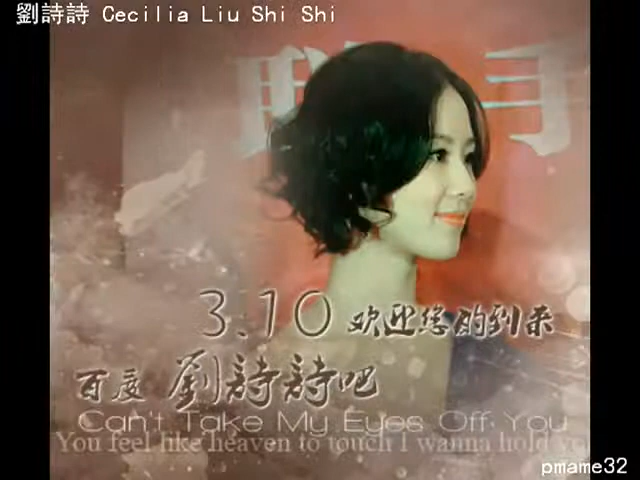 劉詩詩 Cecilia Liu Shi Shi
3.10 欢迎您的到来
百度 劉詩詩吧
Can't Take My Eyes Off You
You feel like heaven to touch I wanna hold yo
pmame32